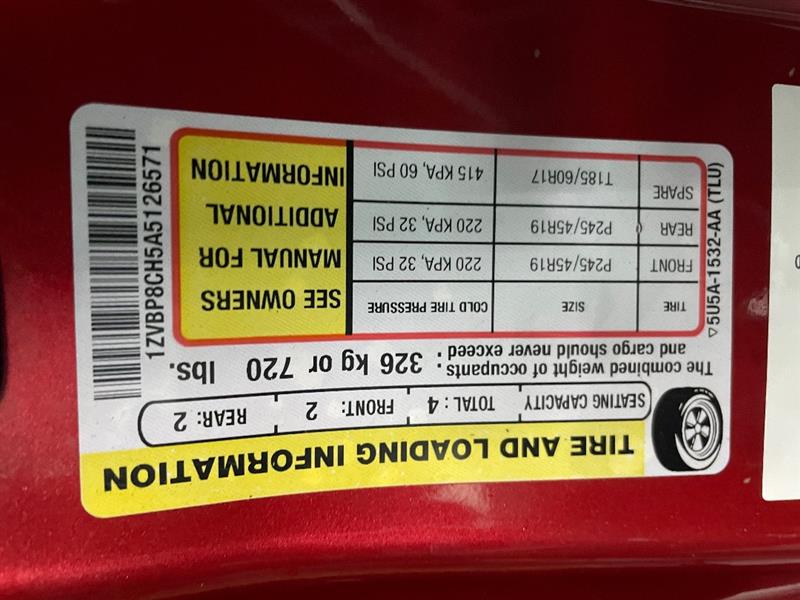 TIRE AND LOADING INFORMATION
SEATING CAPACITY TOTAL : 4 FRONT: 2 REAR: 2
The combined weight of occupants
and cargo should never exceed : 326 kg or 720 lbs.
TIRE SIZE COLD TIRE PRESSURE
FRONT P245/45R19 220 KPA, 32 PSI
REAR P245/45R19 220 KPA, 32 PSI
SPARE T185/60R17 415 KPA, 60 PSI
SEE OWNERS
MANUAL FOR
ADDITIONAL
INFORMATION
▽5U5A-1532-AA (TLU)
1ZVBP8CH5A5126571